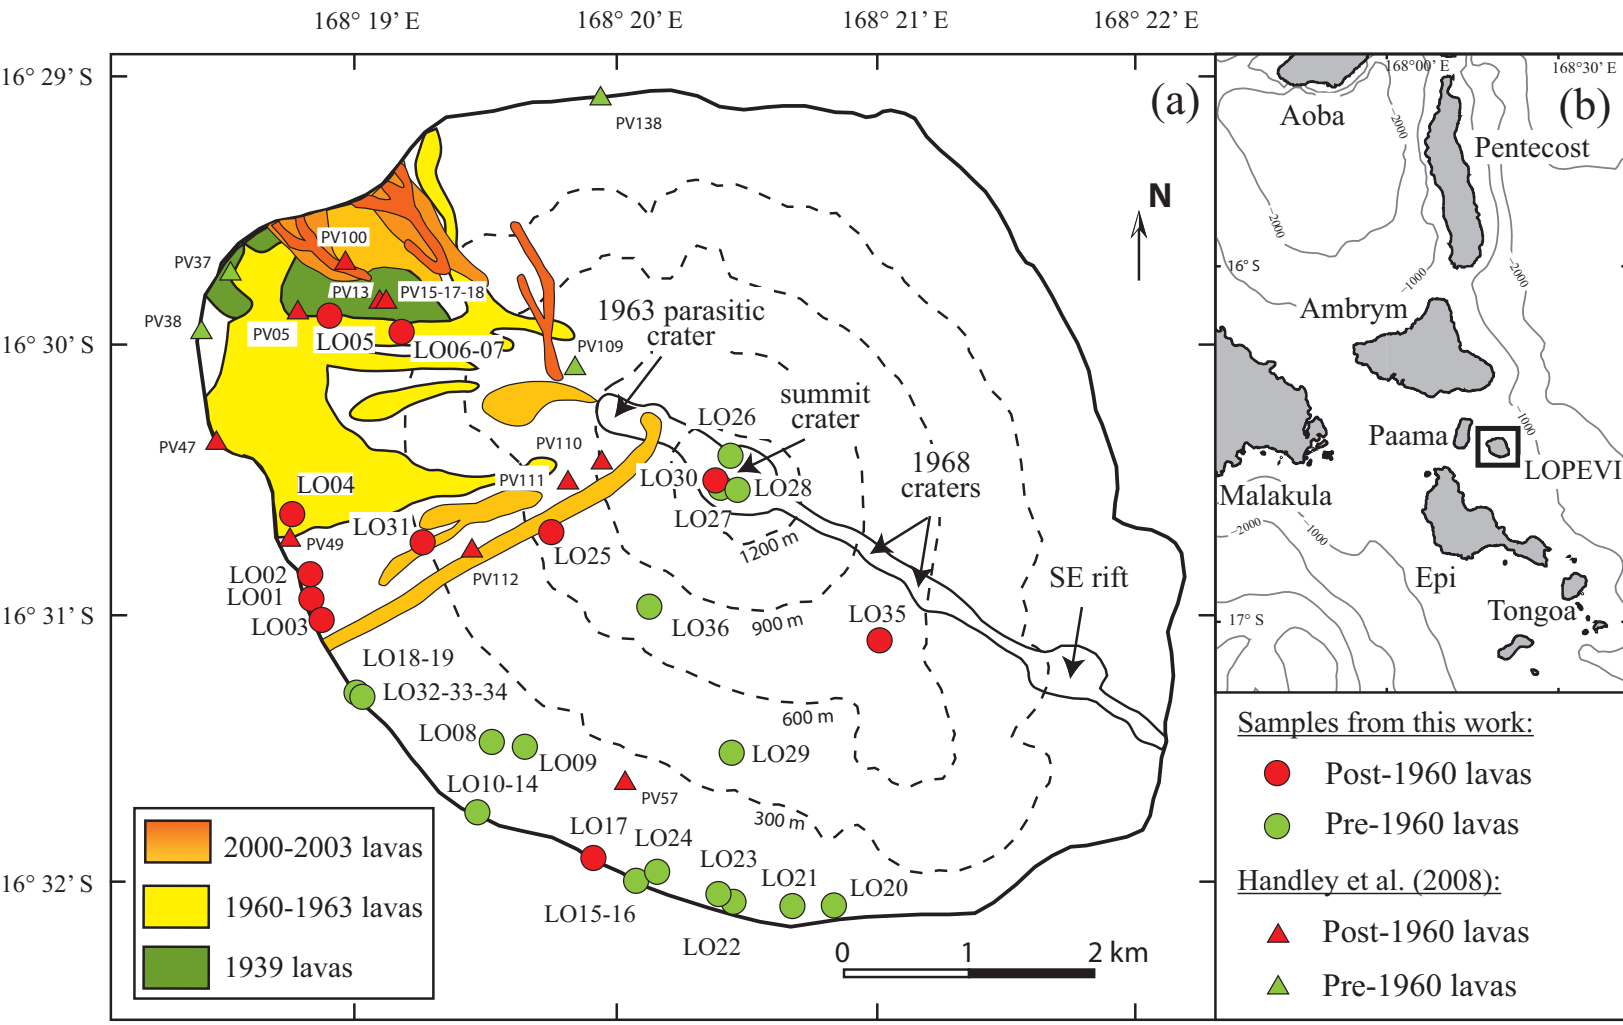 168° 19’ E
168° 20’ E
168° 21’ E
168° 22’ E
16° 29’ S
16° 30’ S
16° 31’ S
16° 32’ S
(a)
N
PV138
PV100
PV37
PV13
PV15-17-18
PV38
PV05
LO05
LO06-07
PV109
1963 parasitic
crater
summit
crater
LO26
PV47
PV110
LO30
LO28
1968
craters
PV111
LO04
LO27
LO31
PV49
LO25
1200 m
LO02
PV112
SE rift
LO01
LO03
LO36
900 m
LO35
LO18-19
LO32-33-34
600 m
LO08
LO09
LO29
LO10-14
PV57
300 m
LO17
LO24
LO23
LO21
LO20
LO15-16
LO22
2000-2003 lavas
1960-1963 lavas
1939 lavas
0
1
2 km
168°00’ E
168°30’ E
(b)
Aoba
-2000
Pentecost
-2000
16° S
-1000
-2000
Ambrym
-1000
Paama
LOPEVI
Malakula
-2000
-1000
Epi
Tongoa
17° S
Samples from this work:
Post-1960 lavas
Pre-1960 lavas
Handley et al. (2008):
Post-1960 lavas
Pre-1960 lavas